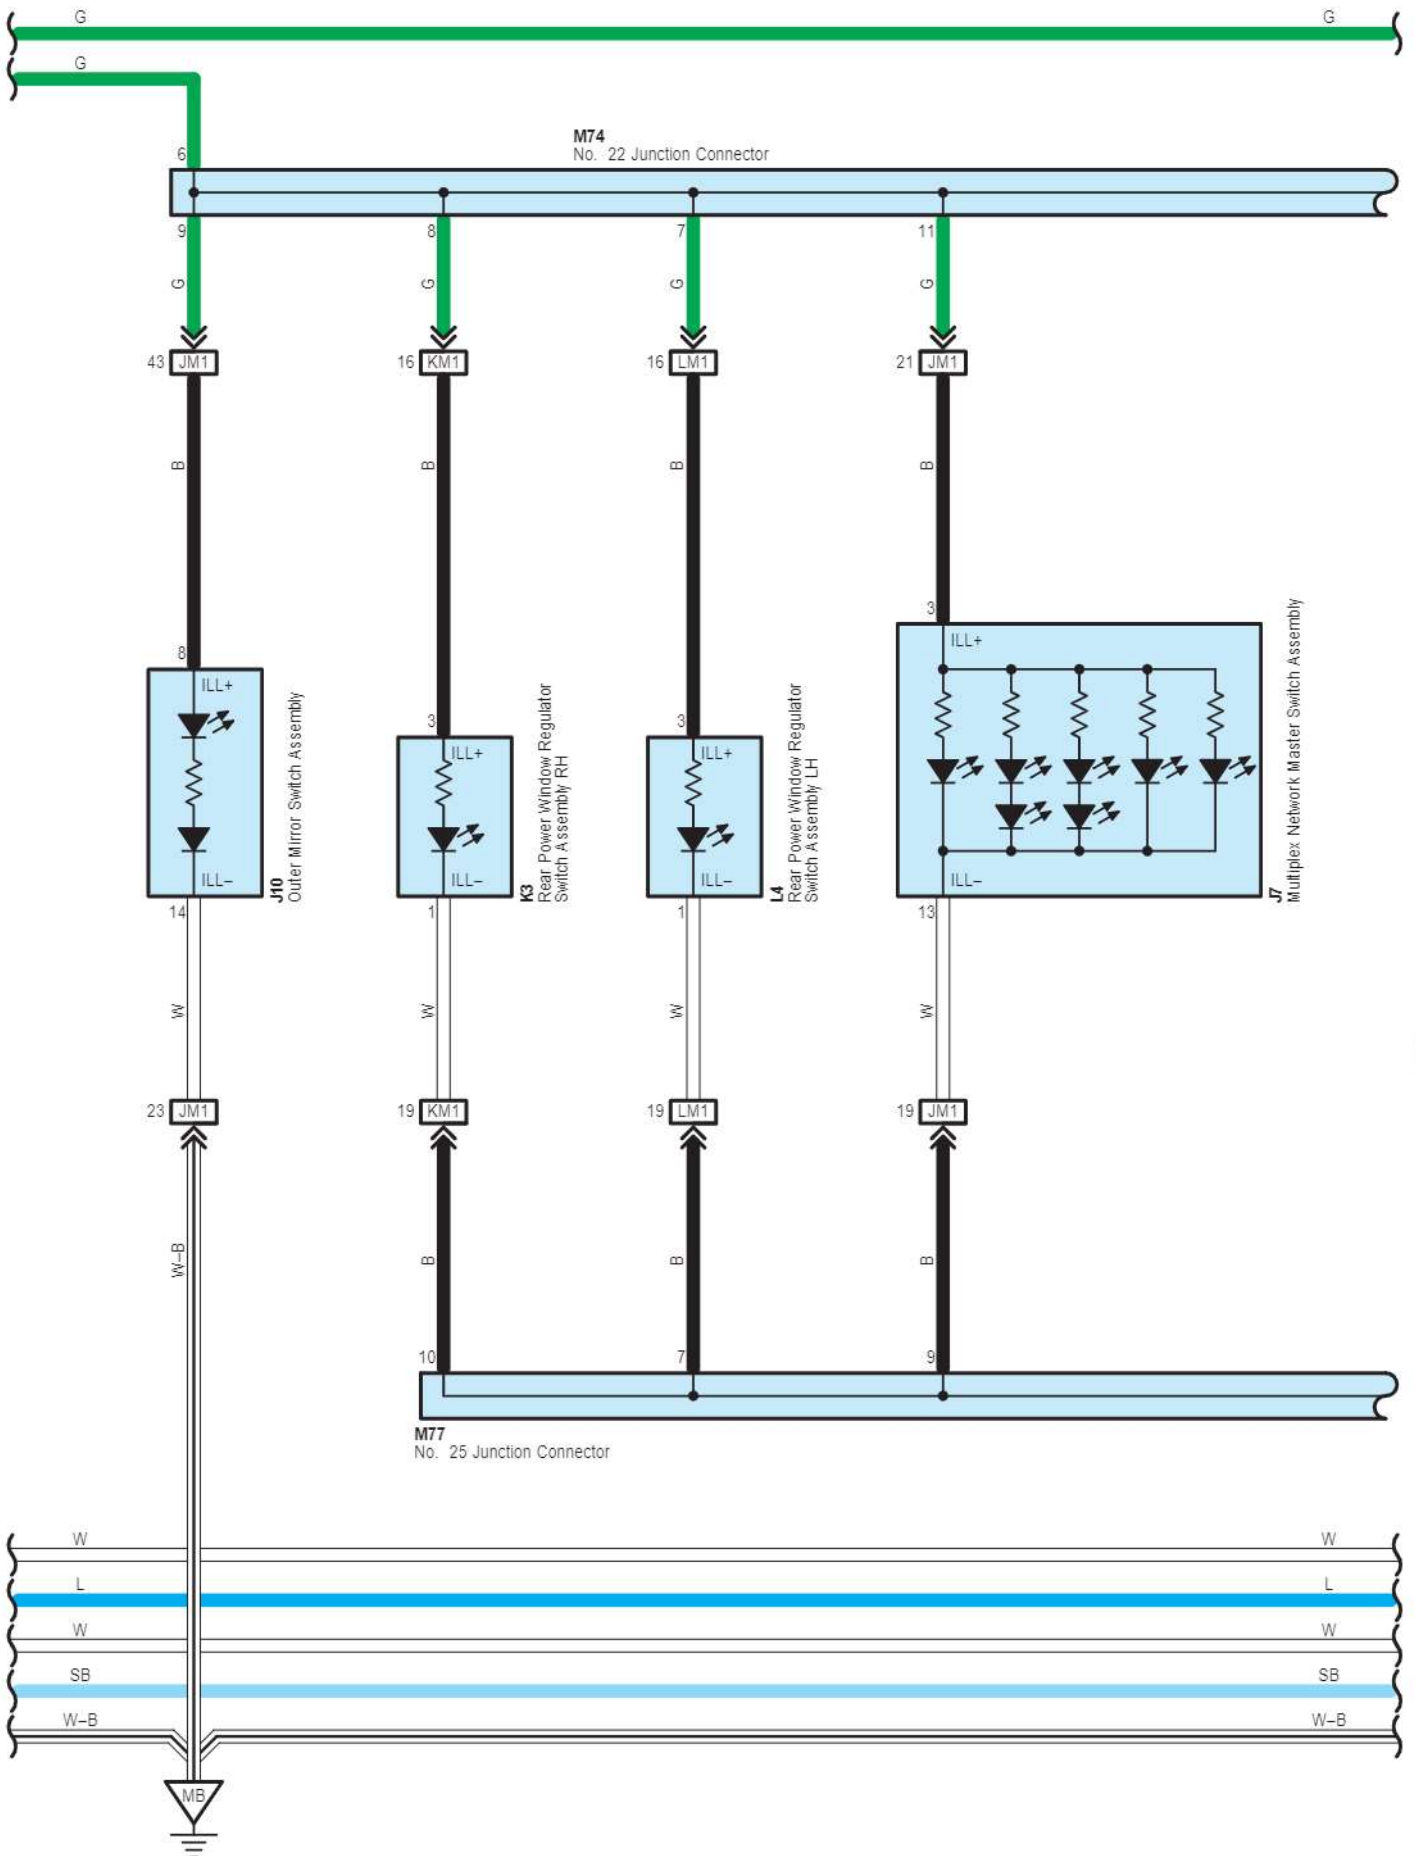 G G
G
M74
No. 22 Junction Connector
6
9 8 7 11
G G G G
43 JM1 16 KM1 16 LM1 21 JM1
B B B B
3
ILL+
8
ILL+
3 3
ILL+ ILL+
ILL– ILL– ILL– ILL–
J10
Outer Mirror Switch Assembly
K3
Rear Power Window Regulator
Switch Assembly RH
L4
Rear Power Window Regulator
Switch Assembly LH
J7
Multiplex Network Master Switch Assembly
14 1 1 13
W W W W
23 JM1 19 KM1 19 LM1 19 JM1
W–B B B B
10 7 9
M77
No. 25 Junction Connector
W W
L L
W W
SB SB
W–B W–B
MB